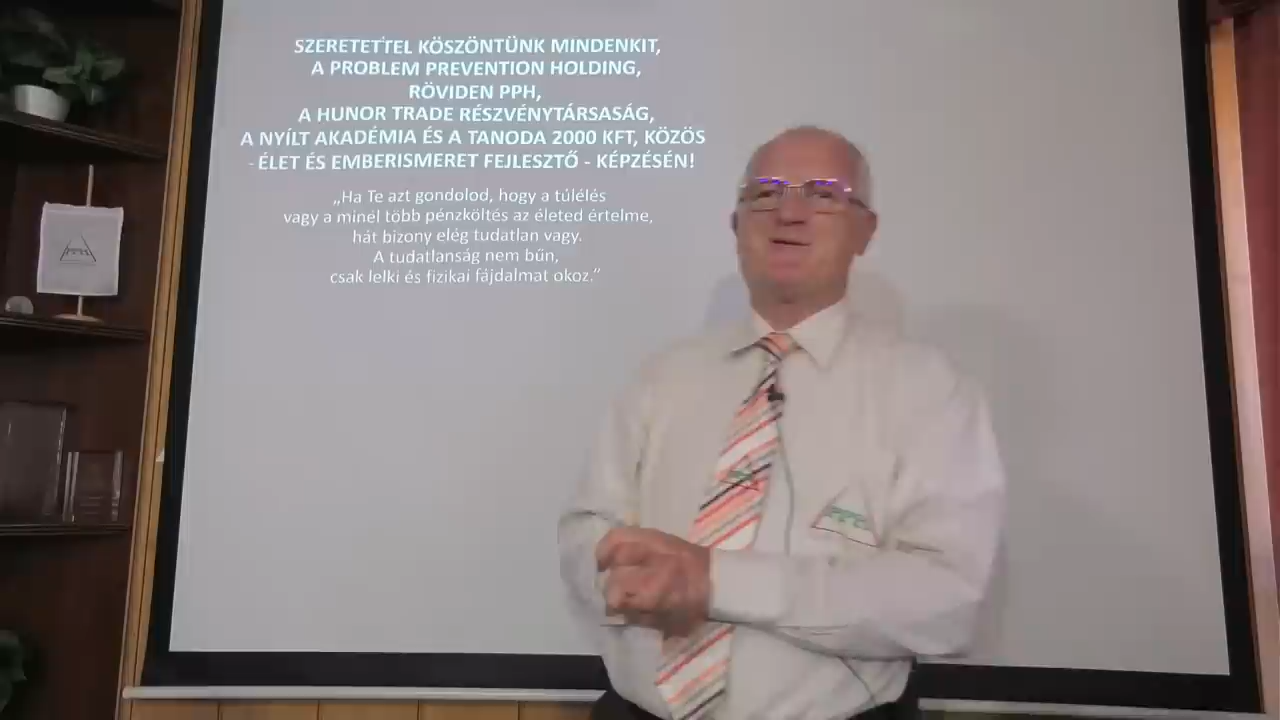 SZERETETTEL KÖSZÖNTÜNK MINDENKIT,
A PROBLEM PREVENTION HOLDING,
RÖVIDEN PPH,
A HUNOR TRADE RÉSZVÉNYTÁRSASÁG,
A NYÍLT AKADÉMIA ÉS A TANODA 2000 KFT, KÖZÖS
- ÉLET ÉS EMBERISMERET FEJLESZTŐ - KÉPZÉSÉN!
„Ha Te azt gondolod, hogy a túlélés
vagy a minél több pénzköltés az életed értelme,
hát bizony elég tudatlan vagy.
A tudatlanság nem bűn,
csak lelki és fizikai fájdalmat okoz.”